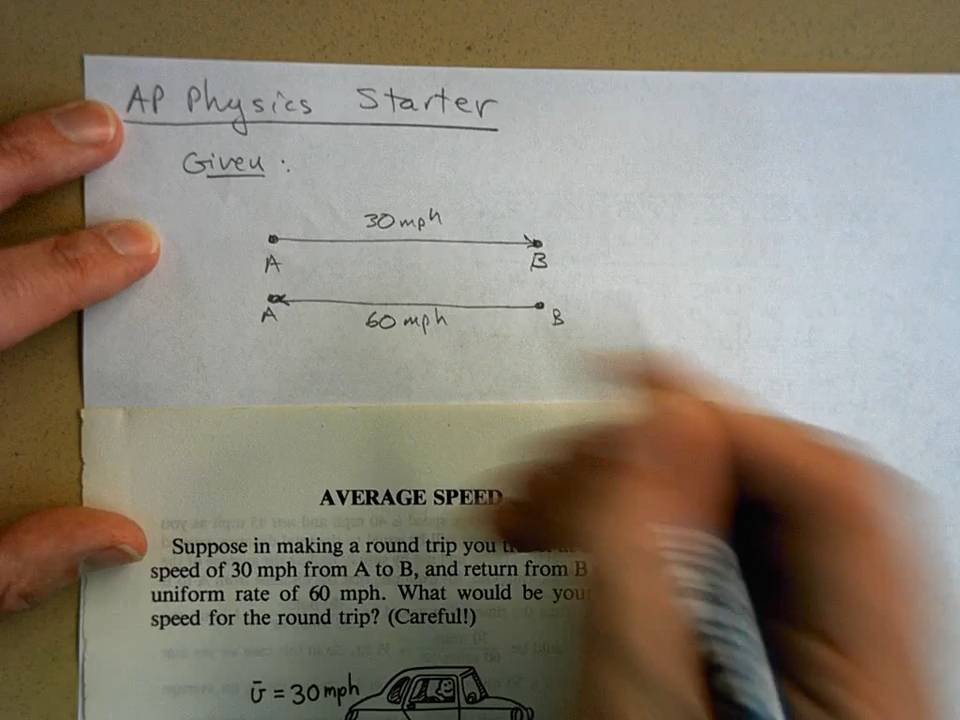 AP Physics Starter
Given :
30 mph
A B
A B
60 mph
AVERAGE SPEED
Suppose in making a round trip you
speed of 30 mph from A to B, and return from B
uniform rate of 60 mph. What would be
speed for the round trip? (Careful!)
v̄ = 30 mph